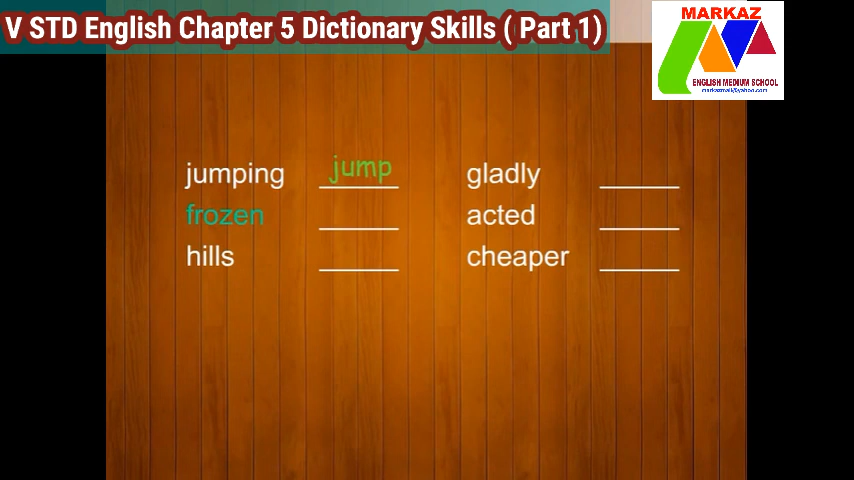 V STD English Chapter 5 Dictionary Skills ( Part 1)
MARKAZ
ENGLISH MEDIUM SCHOOL
jumping jump gladly
frozen acted
hills cheaper